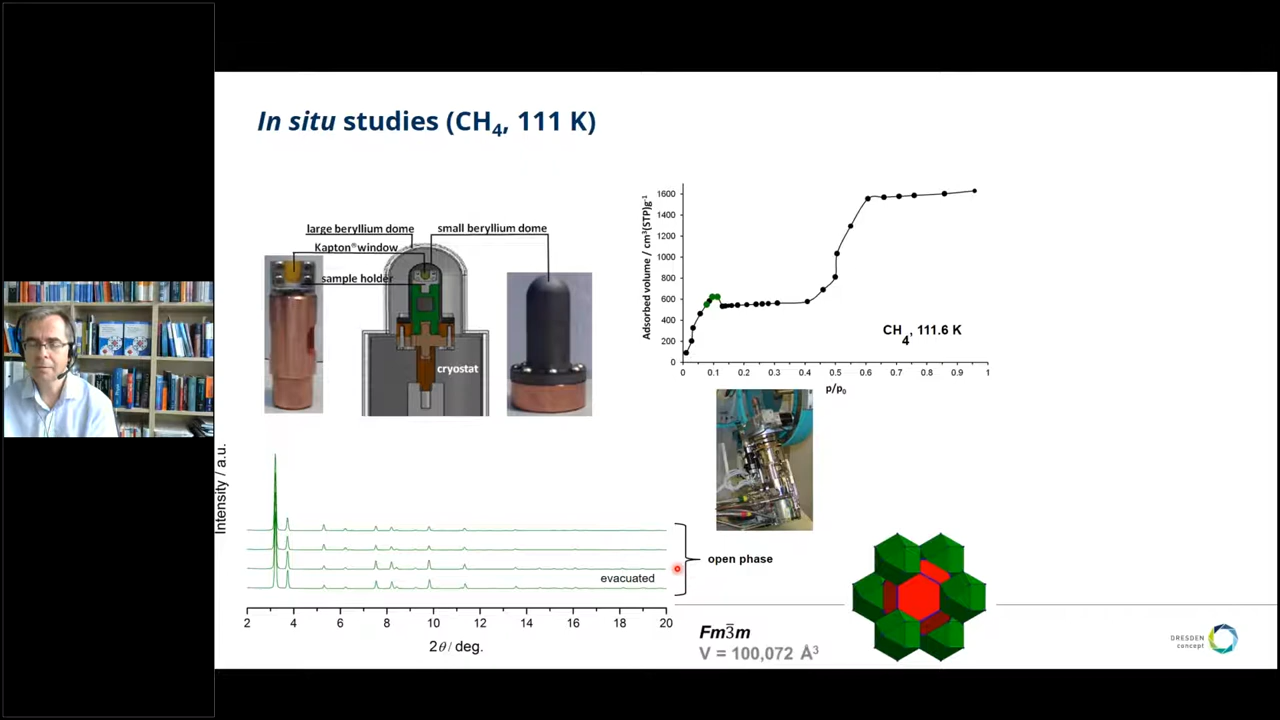 In situ studies (CH4, 111 K)
large beryllium dome
small beryllium dome
Kapton® window
sample holder
cryostat
Adsorbed volume / cm3(STP)g-1
1600
1400
1200
1000
800
600
400
200
0
0 0.1 0.2 0.3 0.4 0.5 0.6 0.7 0.8 0.9 1
p/p0
CH4, 111.6 K
Intensity / a.u.
evacuated
open phase
2 4 6 8 10 12 14 16 18 20
2θ / deg.
Fm3̅m
V = 100,072 Å3
DRESDEN
concept